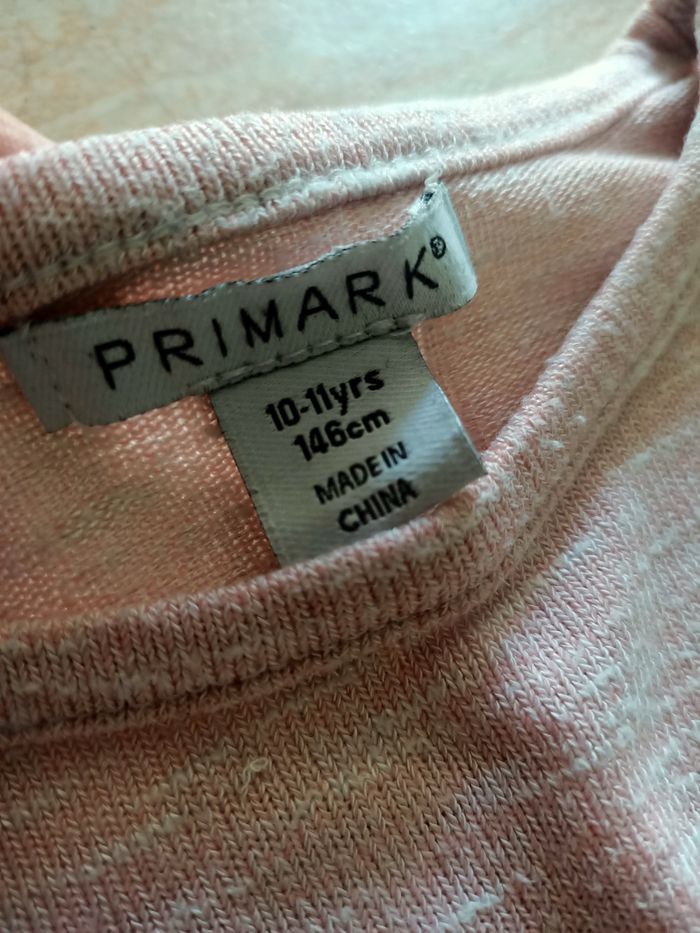 PRIMARK®
10-11yrs
146cm
MADE IN
CHINA